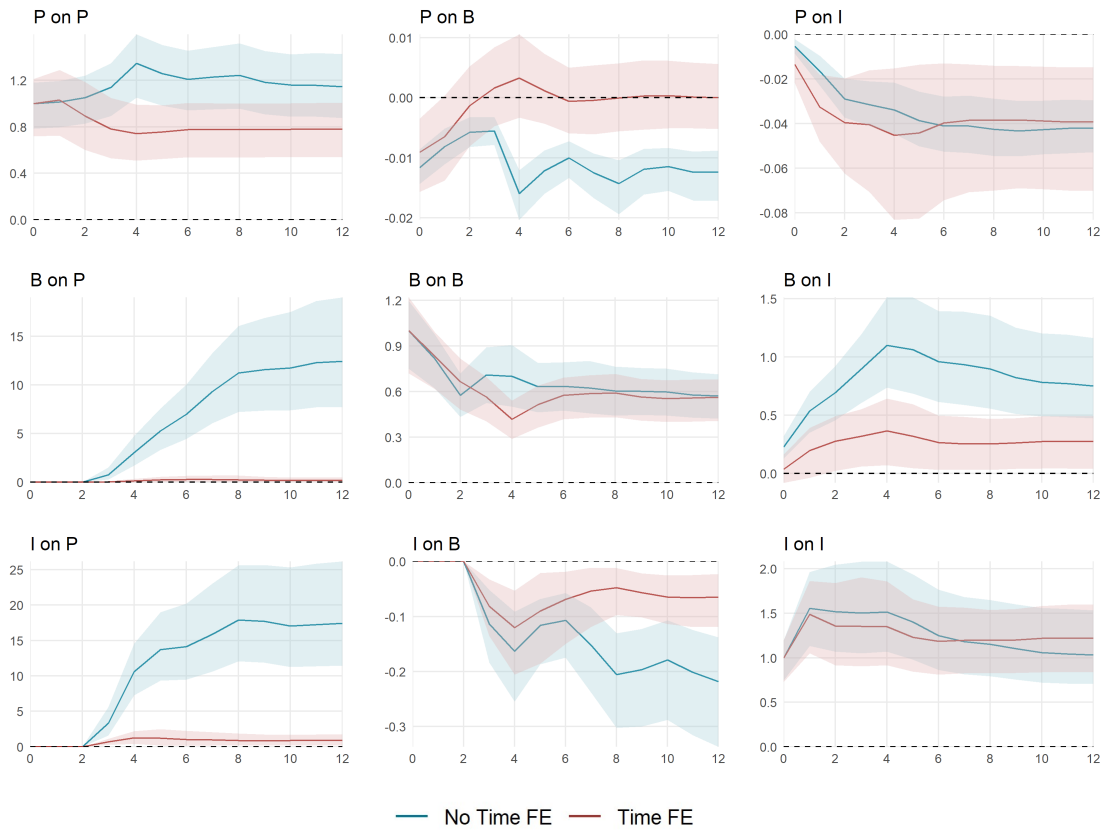 P on P
P on B
P on I
1.2
0.8
0.4
0.0
0 2 4 6 8 10 12
0.01
0.00
-0.01
-0.02
0 2 4 6 8 10 12
0.00
-0.02
-0.04
-0.06
-0.08
0 2 4 6 8 10 12
B on P
B on B
B on I
15
10
5
0
0 2 4 6 8 10 12
1.2
0.9
0.6
0.3
0.0
0 2 4 6 8 10 12
1.5
1.0
0.5
0.0
0 2 4 6 8 10 12
I on P
I on B
I on I
25
20
15
10
5
0
0 2 4 6 8 10 12
0.0
-0.1
-0.2
-0.3
0 2 4 6 8 10 12
2.0
1.5
1.0
0.5
0.0
0 2 4 6 8 10 12
No Time FE Time FE